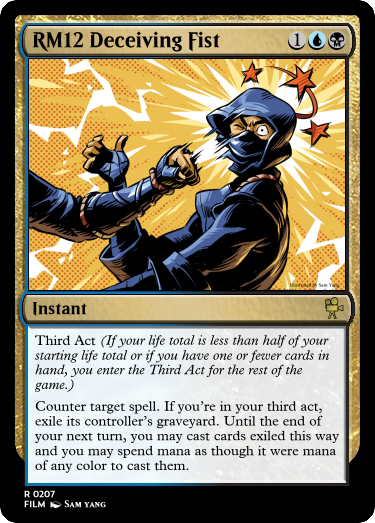 RM12 Deceiving Fist
1
Illustrated by Sam Yang
Instant
Third Act (If your life total is less than half of your
starting life total or if you have one or fewer cards in
hand, you enter the Third Act for the rest of the
game.)
Counter target spell. If you're in your third act,
exile its controller's graveyard. Until the end of
your next turn, you may cast cards exiled this way
and you may spend mana as though it were mana
of any color to cast them.
R 0207
FILM SAM YANG